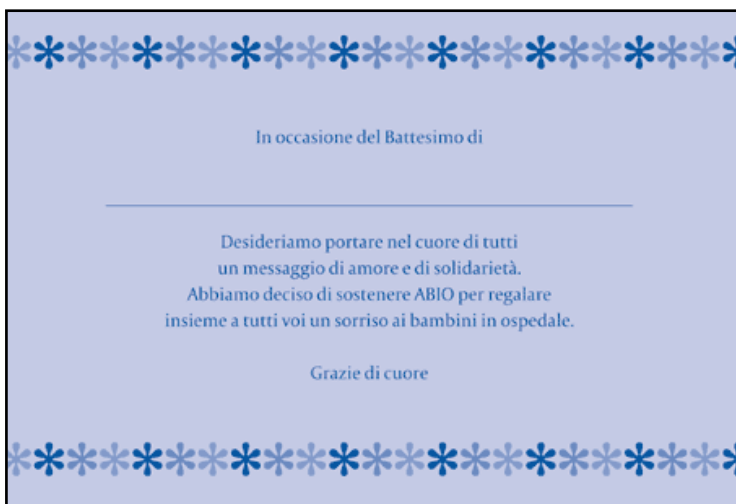 In occasione del Battesimo di
Desideriamo portare nel cuore di tutti
un messaggio di amore e di solidarietà.
Abbiamo deciso di sostenere ABIO per regalare
insieme a tutti voi un sorriso ai bambini in ospedale.
Grazie di cuore